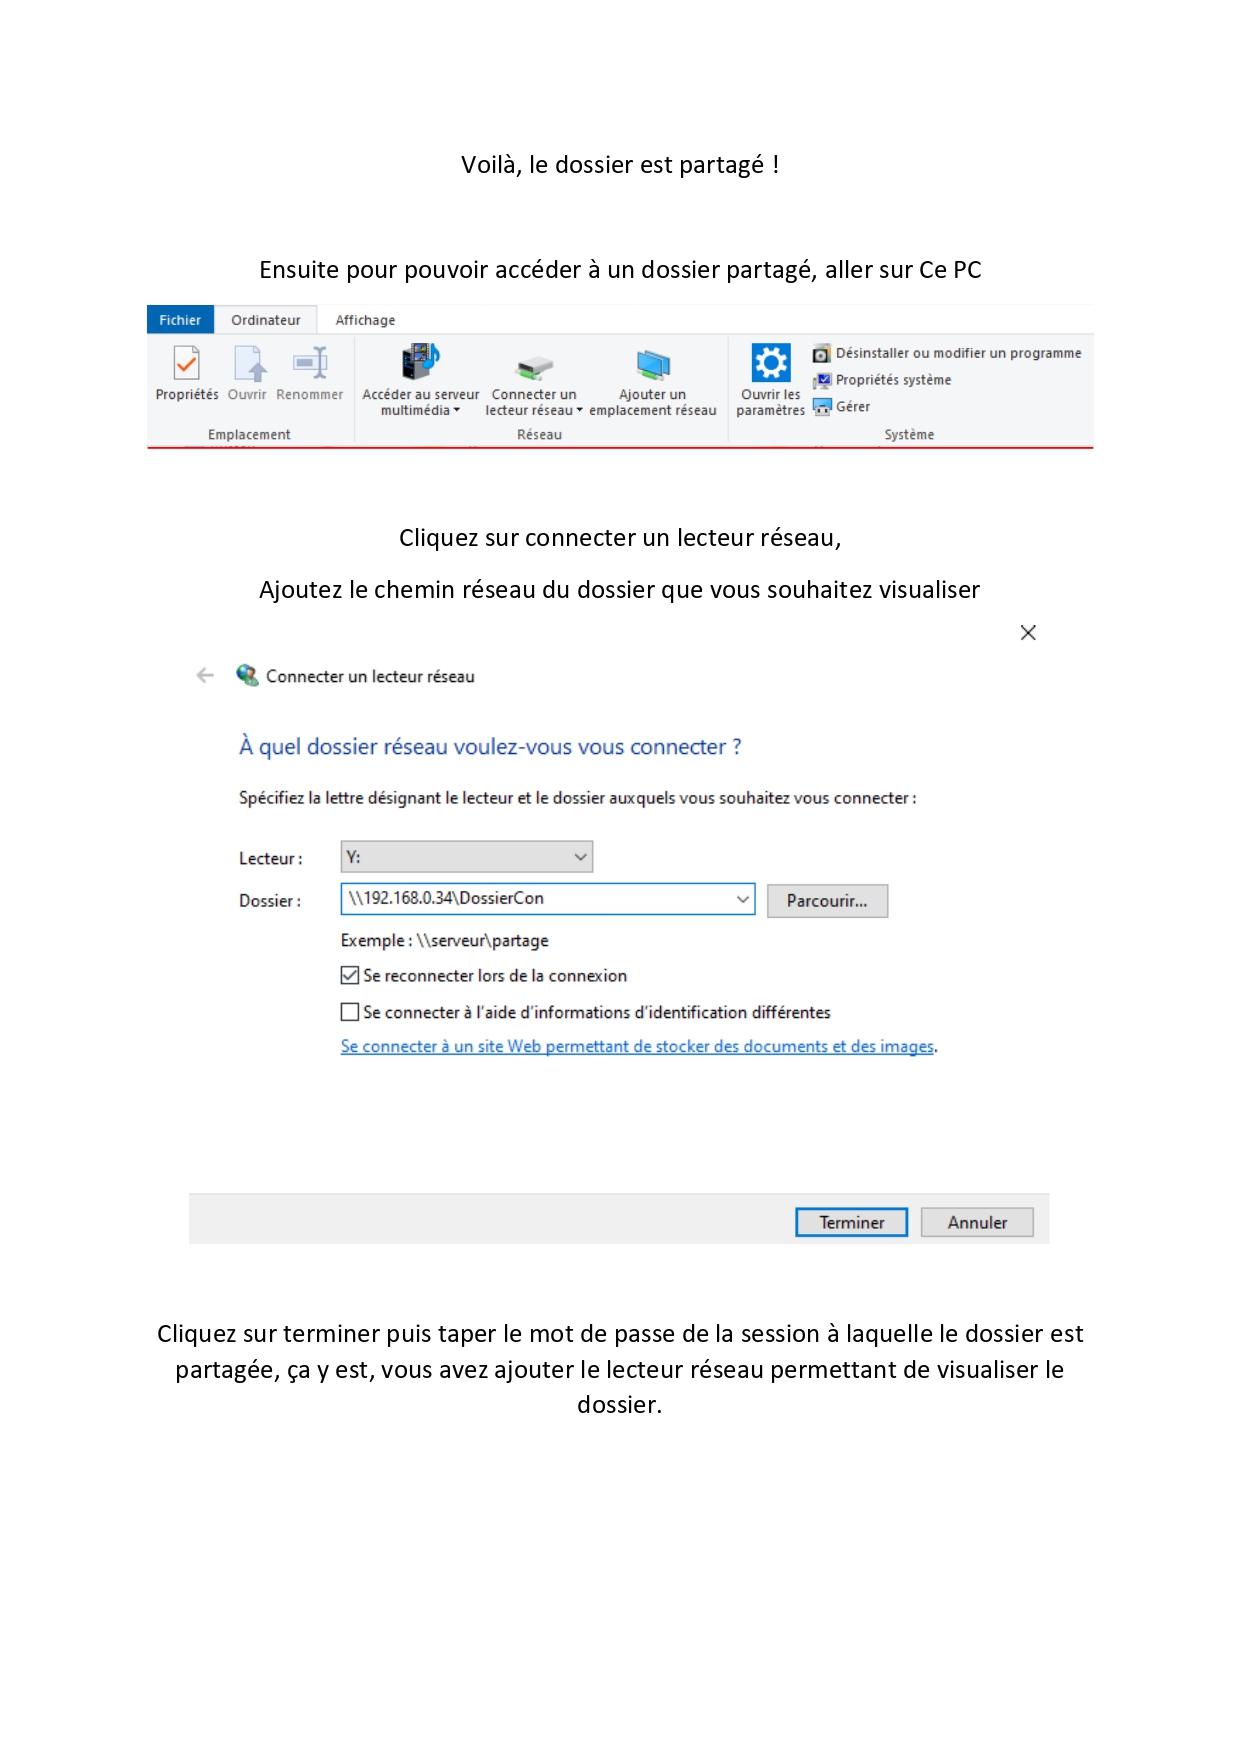 Voilà, le dossier est partagé !
Ensuite pour pouvoir accéder à un dossier partagé, aller sur Ce PC
Fichier Ordinateur Affichage
Propriétés Ouvrir Renommer
Emplacement
Accéder au serveur
multimédia
Connecter un
lecteur réseau
Ajouter un
emplacement réseau
Réseau
Ouvrir les
paramètres
Désinstaller ou modifier un programme
Propriétés système
Gérer
Système
Cliquez sur connecter un lecteur réseau,
Ajoutez le chemin réseau du dossier que vous souhaitez visualiser
Connecter un lecteur réseau
À quel dossier réseau voulez-vous vous connecter ?
Spécifiez la lettre désignant le lecteur et le dossier auxquels vous souhaitez vous connecter :
Lecteur : Y:
Dossier : \\192.168.0.34\DossierCon Parcourir...
Exemple : \\serveur\partage
Se reconnecter lors de la connexion
Se connecter à l'aide d'informations d'identification différentes
Se connecter à un site Web permettant de stocker des documents et des images.
Terminer Annuler
Cliquez sur terminer puis taper le mot de passe de la session à laquelle le dossier est
partagée, ça y est, vous avez ajouter le lecteur réseau permettant de visualiser le
dossier.